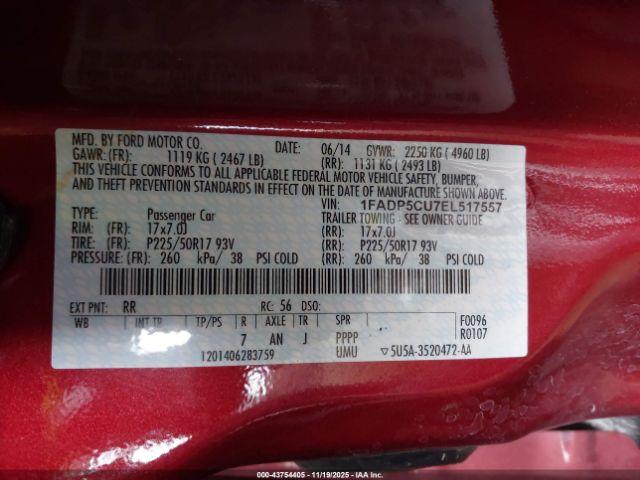 MFD. BY FORD MOTOR CO. DATE: 06/14 GVWR: 2250 KG ( 4960 LB)
GAWR: (FR): 1119 KG ( 2467 LB) (RR): 1131 KG ( 2493 LB)
THIS VEHICLE CONFORMS TO ALL APPLICABLE FEDERAL MOTOR VEHICLE SAFETY, BUMPER,
AND THEFT PREVENTION STANDARDS IN EFFECT ON THE DATE OF MANUFACTURE SHOWN ABOVE.
VIN: 1FADP5CU7EL517557
TYPE: Passenger Car TRAILER TOWING - SEE OWNER GUIDE
RIM: (FR): 17x7.0J (RR): 17x7.0J
TIRE: (FR): P225/50R17 93V (RR): P225/50R17 93V
PRESSURE: (FR): 260 kPa/ 38 PSI COLD (RR): 260 kPa/ 38 PSI COLD
EXT PNT: RR RC: 56 DSO:
WB INT TR TP/PS R AXLE TR SPR F0096
7 AN J PPPP R0107
1201406283759 UMU ▽5U5A-3520472-AA
000-43754405 - 11/19/2025 - IAAI.COM